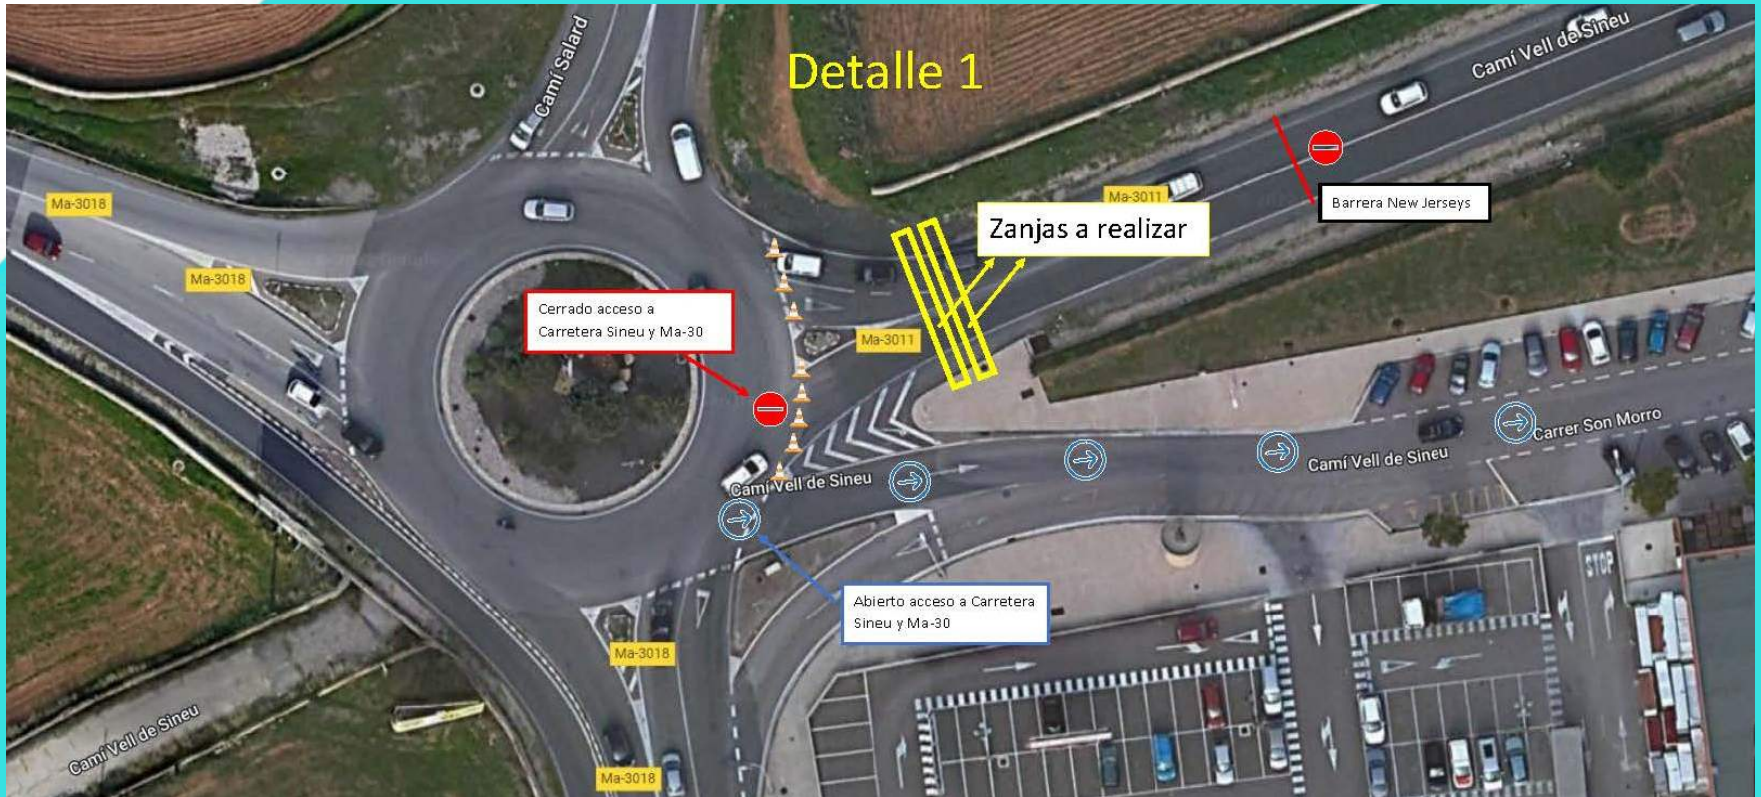 Detalle 1
Camí Salard
Camí Vell de Sineu
Ma-3018
Ma-3011
Barrera New Jerseys
Zanjas a realizar
Ma-3018
Cerrado acceso a
Carretera Sineu y Ma-30
Ma-3011
Carrer Son Morro
Camí Vell de Sineu
Camí Vell de Sineu
STOP
Abierto acceso a Carretera
Sineu y Ma-30
Ma-3018
Camí Vell de Sineu
Ma-3018